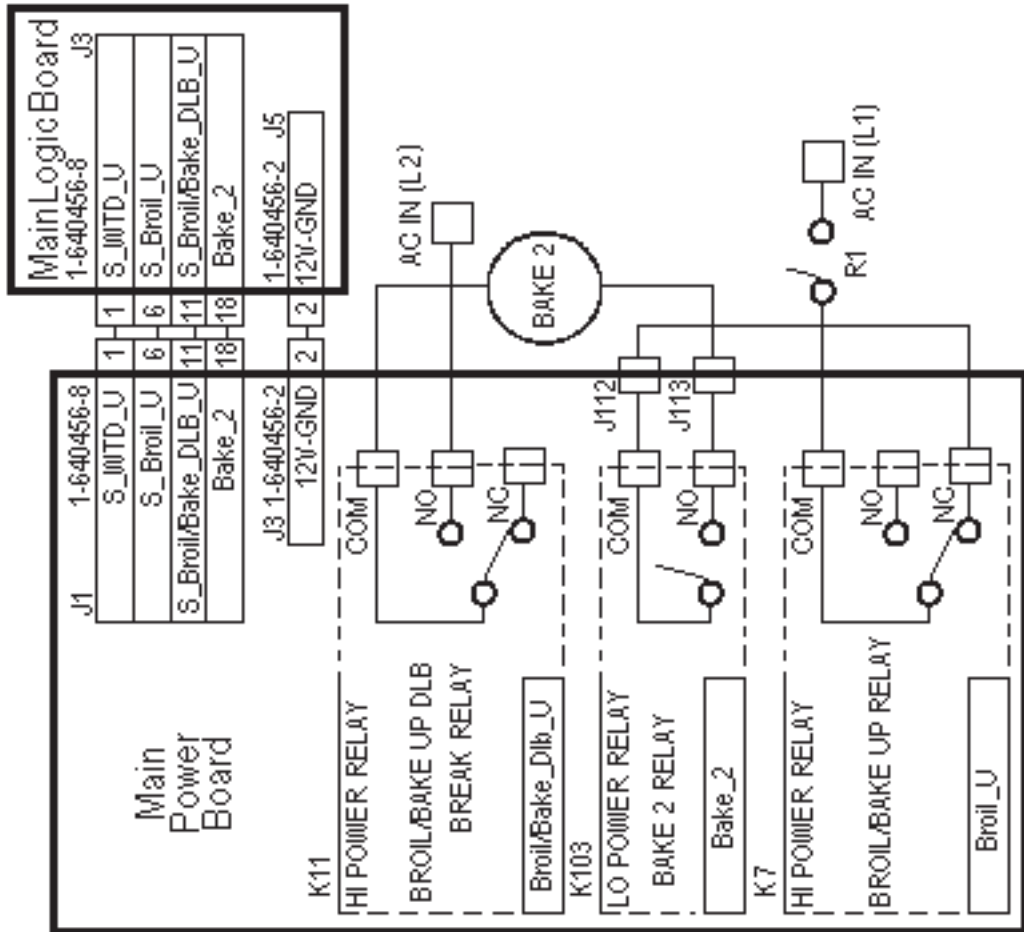 Main Logic Board
1-640456-8 J3
S_WTD_U
S_Broil_U
S_Broil/Bake_DLB_U
Bake_2
1-640456-2 J5
12V-GND
1
6
11
18
2
1
6
11
18
2
J1 1-640456-8
S_WTD_U
S_Broil_U
S_Broil/Bake_DLB_U
Bake_2
J3 1-640456-2
12V-GND
Main
Power
Board
AC IN (L2)
BAKE 2
AC IN (L1)
R1
J112
J113
K11
HI POWER RELAY
BROIL/BAKE UP DLB
BREAK RELAY
Broil/Bake_Dlb_U
COM
NO
NC
K103
LO POWER RELAY
BAKE 2 RELAY
Bake_2
COM
NO
K7
HI POWER RELAY
BROIL/BAKE UP RELAY
Broil_U
COM
NO
NC